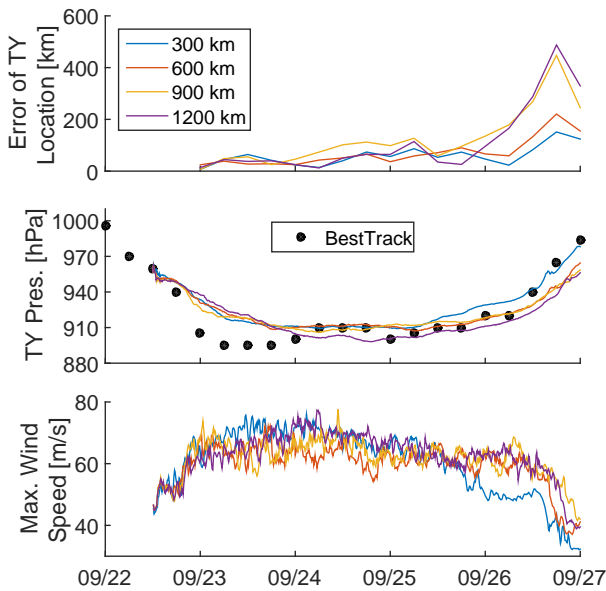 600
400
200
0
Error of TY
Location [km]
300 km
600 km
900 km
1200 km
1000
970
940
910
880
TY Pres. [hPa]
BestTrack
80
60
40
Max. Wind
Speed [m/s]
09/22 09/23 09/24 09/25 09/26 09/27